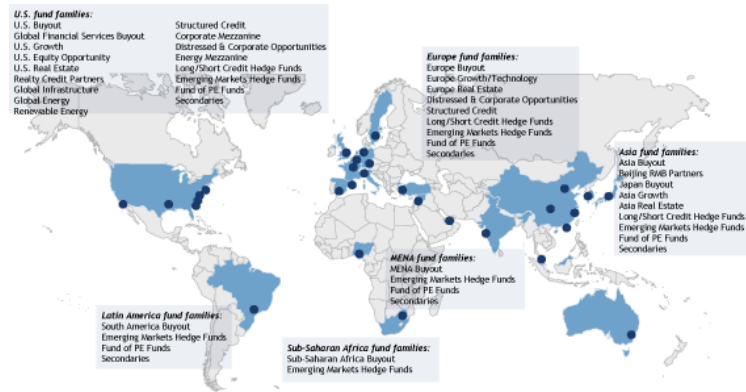 U.S. fund families:
U.S. Buyout
Global Financial Services Buyout
U.S. Growth
U.S. Equity Opportunity
U.S. Real Estate
Realty Credit Partners
Global Infrastructure
Global Energy
Renewable Energy
Structured Credit
Corporate Mezzanine
Distressed & Corporate Opportunities
Energy Mezzanine
Long/Short Credit Hedge Funds
Emerging Markets Hedge Funds
Fund of PE Funds
Secondaries
Europe fund families:
Europe Buyout
Europe Growth/Technology
Europe Real Estate
Distressed & Corporate Opportunities
Structured Credit
Long/Short Credit Hedge Funds
Emerging Markets Hedge Funds
Fund of PE Funds
Secondaries
Asia fund families:
Asia Buyout
Beijing RMB Partners
Japan Buyout
Asia Growth
Asia Real Estate
Long/Short Credit Hedge Funds
Emerging Markets Hedge Funds
Fund of PE Funds
Secondaries
MENA fund families:
MENA Buyout
Emerging Markets Hedge Funds
Fund of PE Funds
Secondaries
Latin America fund families:
South America Buyout
Emerging Markets Hedge Funds
Fund of PE Funds
Secondaries
Sub-Saharan Africa fund families:
Sub-Saharan Africa Buyout
Emerging Markets Hedge Funds